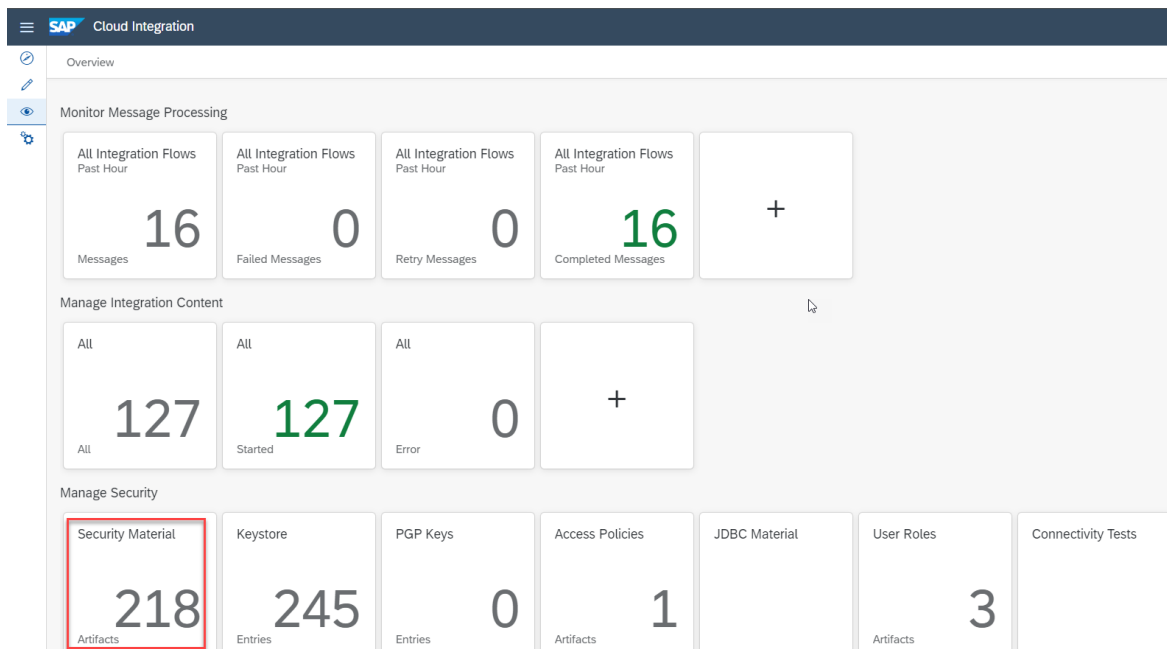 SAP Cloud Integration
Overview
Monitor Message Processing
All Integration Flows All Integration Flows All Integration Flows All Integration Flows
Past Hour Past Hour Past Hour Past Hour
+
16 0 0 16
Messages Failed Messages Retry Messages Completed Messages
Manage Integration Content
All All All
+
127 127 0
All Started Error
Manage Security
Security Material Keystore PGP Keys Access Policies JDBC Material User Roles Connectivity Tests
218 245 0 1 3
Artifacts Entries Entries Artifacts Artifacts